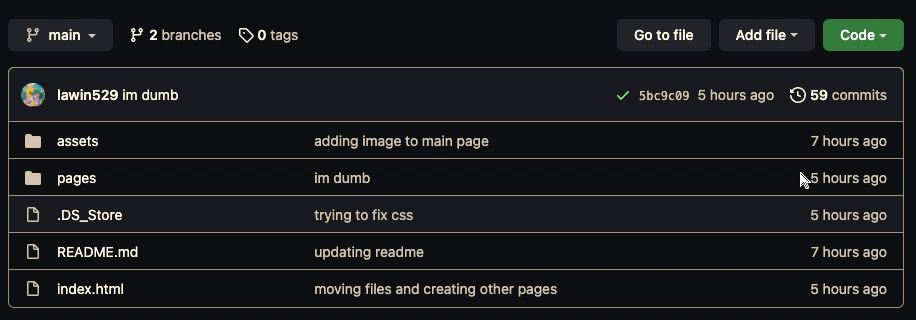 main 2 branches 0 tags Go to file Add file Code
lawin529 im dumb 5bc9c09 5 hours ago 59 commits
assets adding image to main page 7 hours ago
pages im dumb 5 hours ago
.DS_Store trying to fix css 5 hours ago
README.md updating readme 7 hours ago
index.html moving files and creating other pages 5 hours ago